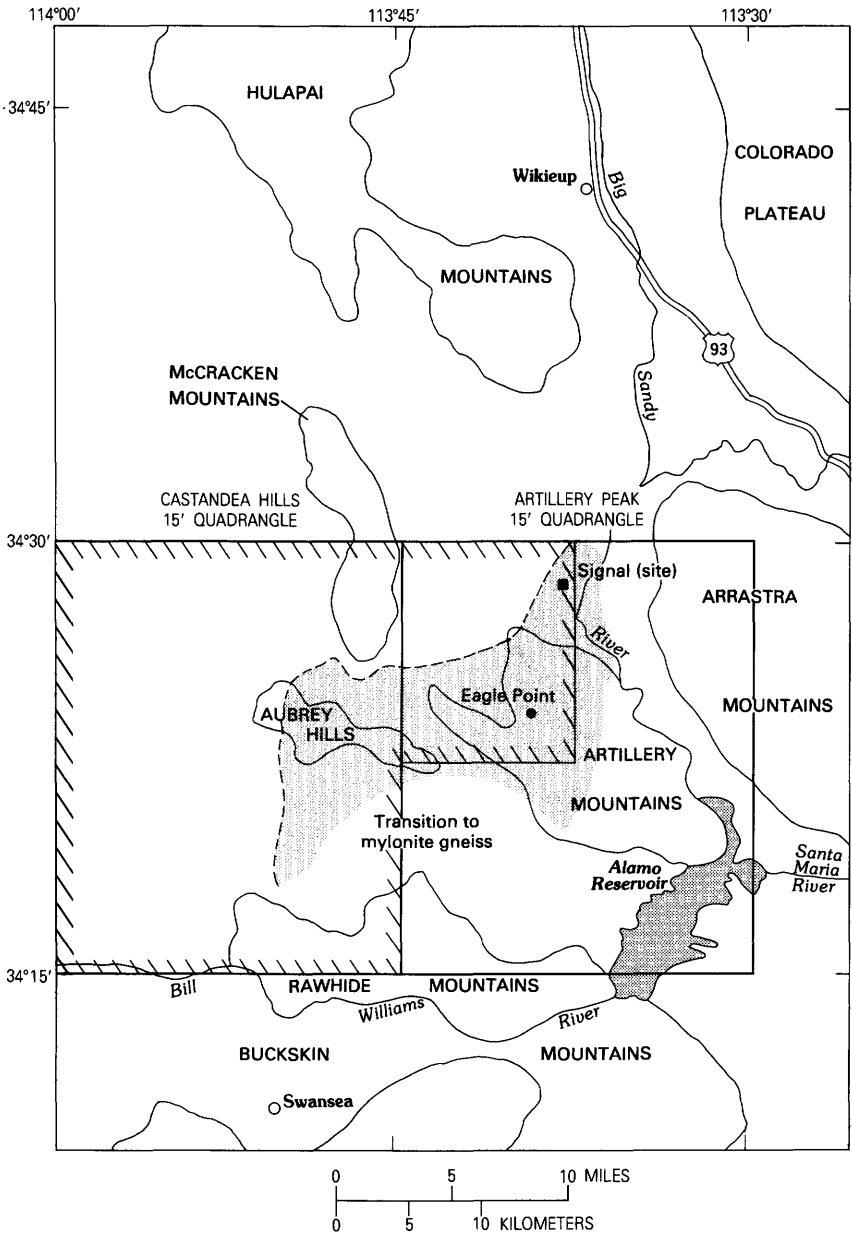 114°00'
113°45'
113°30'
34°45'
HULAPAI
COLORADO
PLATEAU
Wikieup
Big
MOUNTAINS
93
McCRACKEN
MOUNTAINS
Sandy
CASTANDEA HILLS
15' QUADRANGLE
ARTILLERY PEAK
15' QUADRANGLE
34°30'
Signal (site)
ARRASTRA
River
MOUNTAINS
Eagle Point
AUBREY
HILLS
ARTILLERY
MOUNTAINS
Transition to
mylonite gneiss
Alamo
Reservoir
Santa
Maria
River
34°15'
Bill
RAWHIDE
MOUNTAINS
Williams
River
BUCKSKIN
MOUNTAINS
Swansea
0 5 10 MILES
0 5 10 KILOMETERS